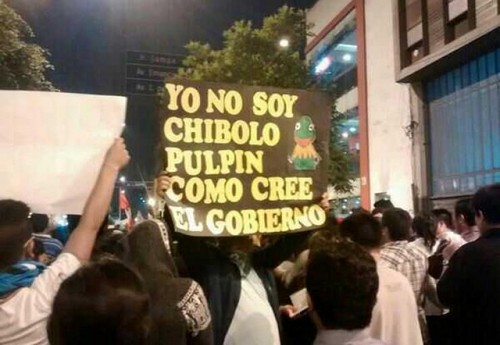 YO NO SOY
CHIBOLO
PULPIN
COMO CREE
EL GOBIERNO